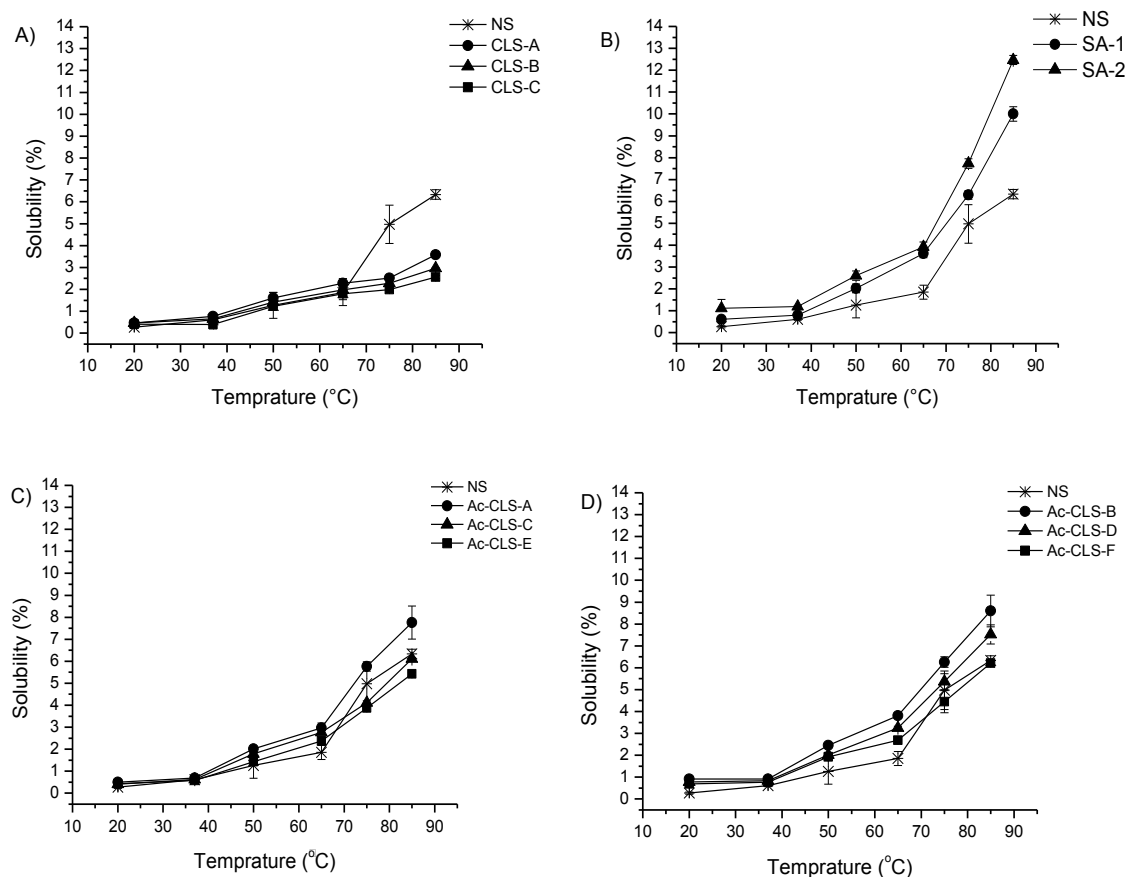 A)
NS
CLS-A
CLS-B
CLS-C
14
13
12
11
10
9
8
7
6
5
4
3
2
1
0
Solubility (%)
10 20 30 40 50 60 70 80 90
Temprature (°C)
B)
NS
SA-1
SA-2
14
13
12
11
10
9
8
7
6
5
4
3
2
1
0
Slolubility (%)
10 20 30 40 50 60 70 80 90
Temprature (°C)
C)
NS
Ac-CLS-A
Ac-CLS-C
Ac-CLS-E
14
13
12
11
10
9
8
7
6
5
4
3
2
1
0
Solubility (%)
10 20 30 40 50 60 70 80 90
Temprature (°C)
D)
NS
Ac-CLS-B
Ac-CLS-D
Ac-CLS-F
14
13
12
11
10
9
8
7
6
5
4
3
2
1
0
Solubility (%)
10 20 30 40 50 60 70 80 90
Temprature (°C)